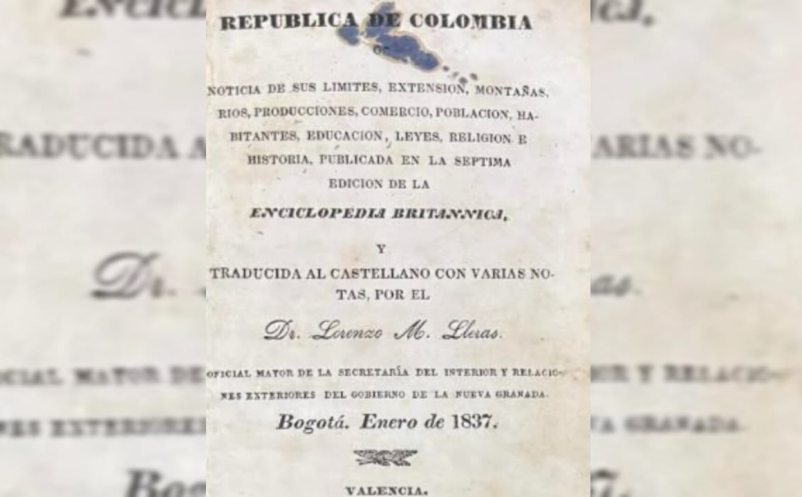 REPUBLICA DE COLOMBIA
NOTICIA DE SUS LIMITES, EXTENSION, MONTAÑAS,
RIOS, PRODUCCIONES, COMERCIO, POBLACION, HA-
BITANTES, EDUCACION, LEYES, RELIGION E
HISTORIA, PUBLICADA EN LA SEPTIMA
EDICION DE LA
ENCICLOPEDIA BRITANNICA,
Y
TRADUCIDA AL CASTELLANO CON VARIAS NO-
TAS, POR EL
Dr. Lorenzo M. Lleras.
OFICIAL MAYOR DE LA SECRETARÍA DEL INTERIOR Y RELACIO-
NES EXTERIORES DEL GOBIERNO DE LA NUEVA GRANADA.
Bogotá. Enero de 1837.
VALENCIA.